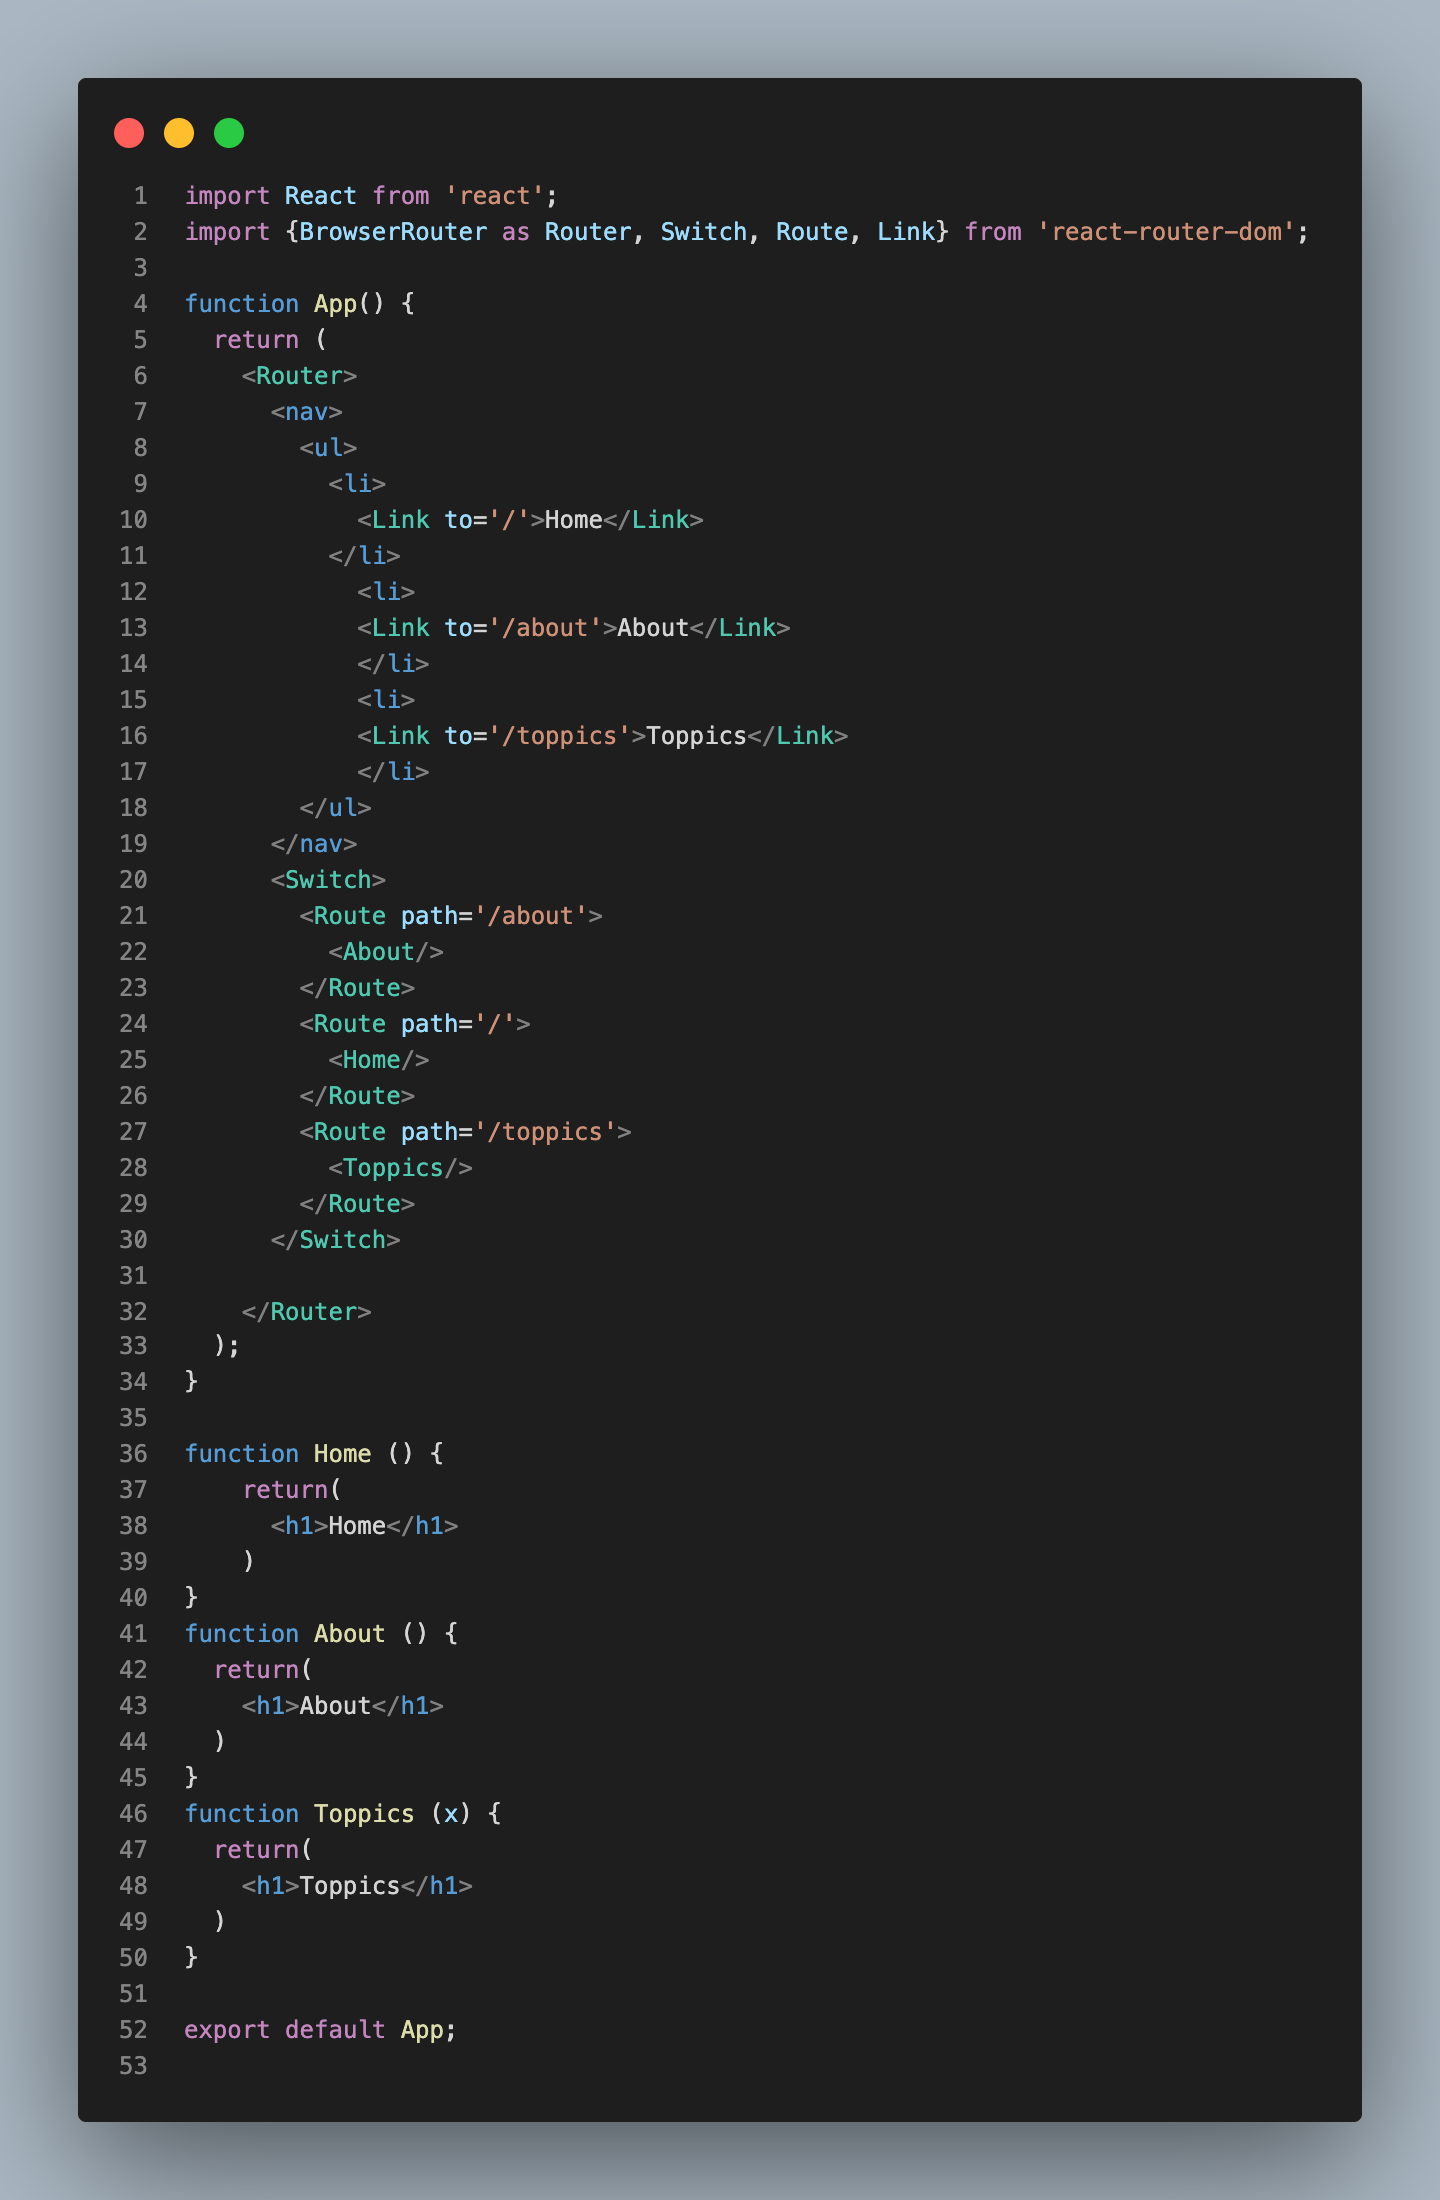 1 import React from 'react';
2 import {BrowserRouter as Router, Switch, Route, Link} from 'react-router-dom';
3
4 function App() {
5   return (
6     <Router>
7       <nav>
8         <ul>
9           <li>
10             <Link to='/'>Home</Link>
11           </li>
12             <li>
13             <Link to='/about'>About</Link>
14             </li>
15             <li>
16             <Link to='/toppics'>Toppics</Link>
17             </li>
18         </ul>
19       </nav>
20       <Switch>
21         <Route path='/about'>
22           <About/>
23         </Route>
24         <Route path='/'>
25           <Home/>
26         </Route>
27         <Route path='/toppics'>
28           <Toppics/>
29         </Route>
30       </Switch>
31
32     </Router>
33   );
34 }
35
36 function Home () {
37     return(
38       <h1>Home</h1>
39     )
40 }
41 function About () {
42   return(
43     <h1>About</h1>
44   )
45 }
46 function Toppics (x) {
47   return(
48     <h1>Toppics</h1>
49   )
50 }
51
52 export default App;
53